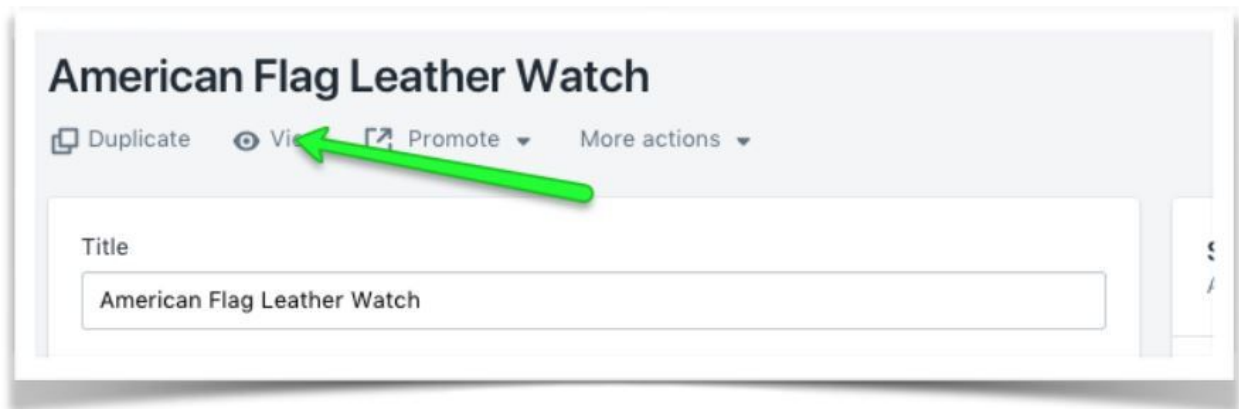 American Flag Leather Watch
Duplicate Promote More actions
Title
American Flag Leather Watch